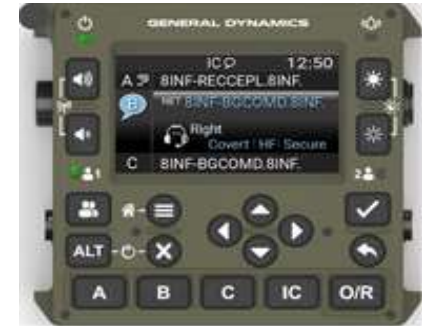 GENERAL DYNAMICS
IC 12:50
A 8INF-RECCEPL.8INF.
B NET 8INF-BGCOMD.8INF.
Right
Covert HF Secure
C 8INF-BGCOMD.8INF.
1
2
ALT
A B C IC O/R